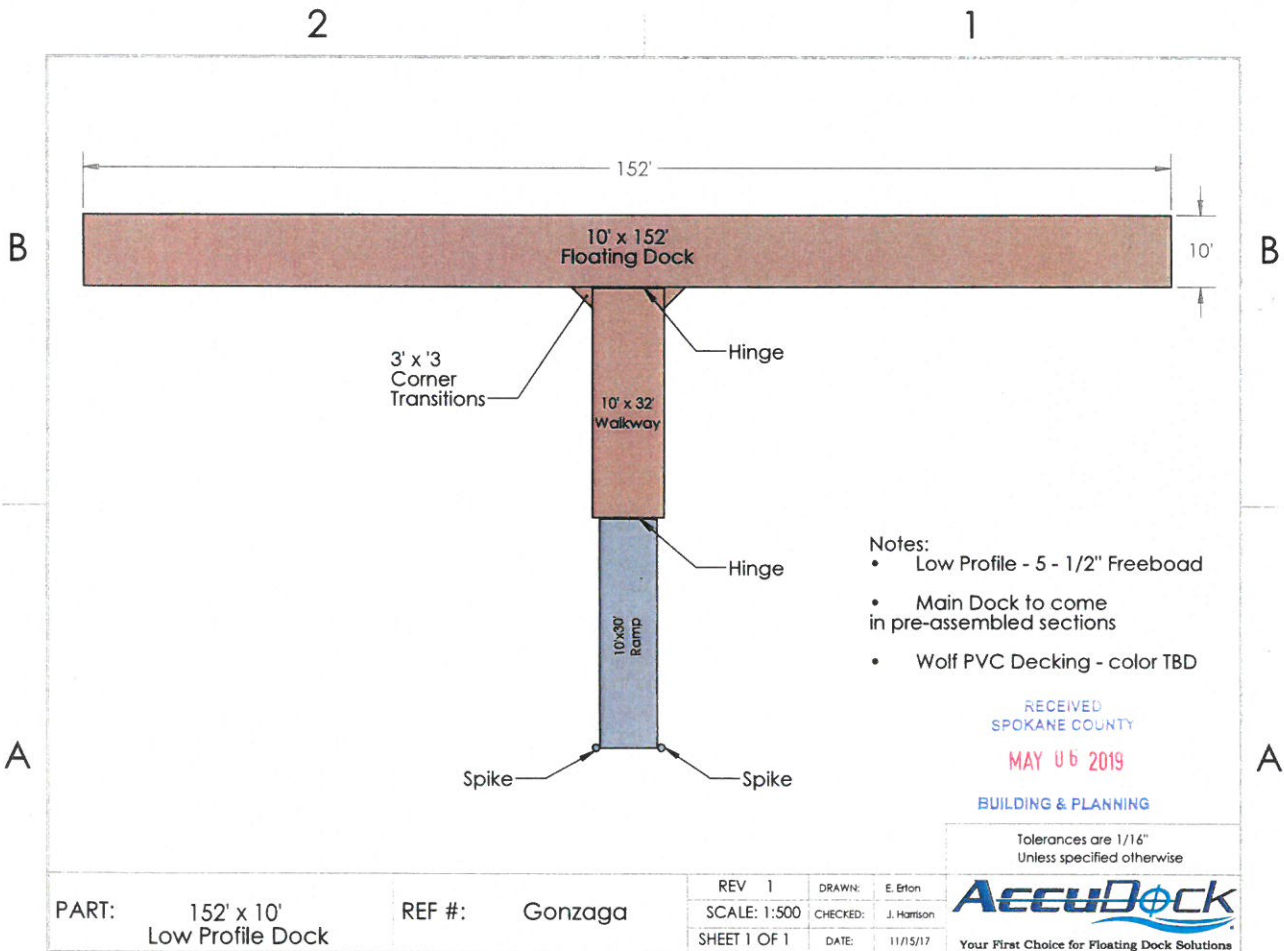 2
1
152'
B
10' x 152'
Floating Dock
10'
B
3' x '3
Corner
Transitions
Hinge
10' x 32'
Walkway
Hinge
10'x30'
Ramp
Notes:
• Low Profile - 5 - 1/2" Freeboad
• Main Dock to come
in pre-assembled sections
• Wolf PVC Decking - color TBD
RECEIVED
SPOKANE COUNTY
MAY 06 2019
BUILDING & PLANNING
A
Spike
Spike
A
Tolerances are 1/16"
Unless specified otherwise
PART: 152' x 10'
Low Profile Dock
REF #: Gonzaga
REV 1
DRAWN: E. Erton
SCALE: 1:500
CHECKED: J. Harrison
SHEET 1 OF 1
DATE: 11/15/17
ACCUDOCK
Your First Choice for Floating Dock Solutions